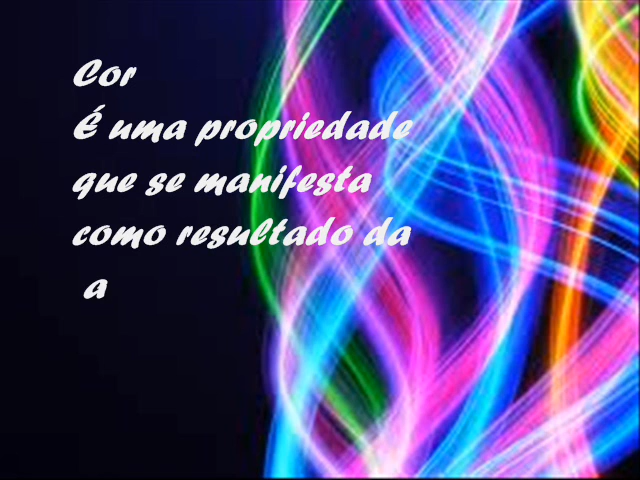 Cor
É uma propriedade
que se manifesta
como resultado da
a